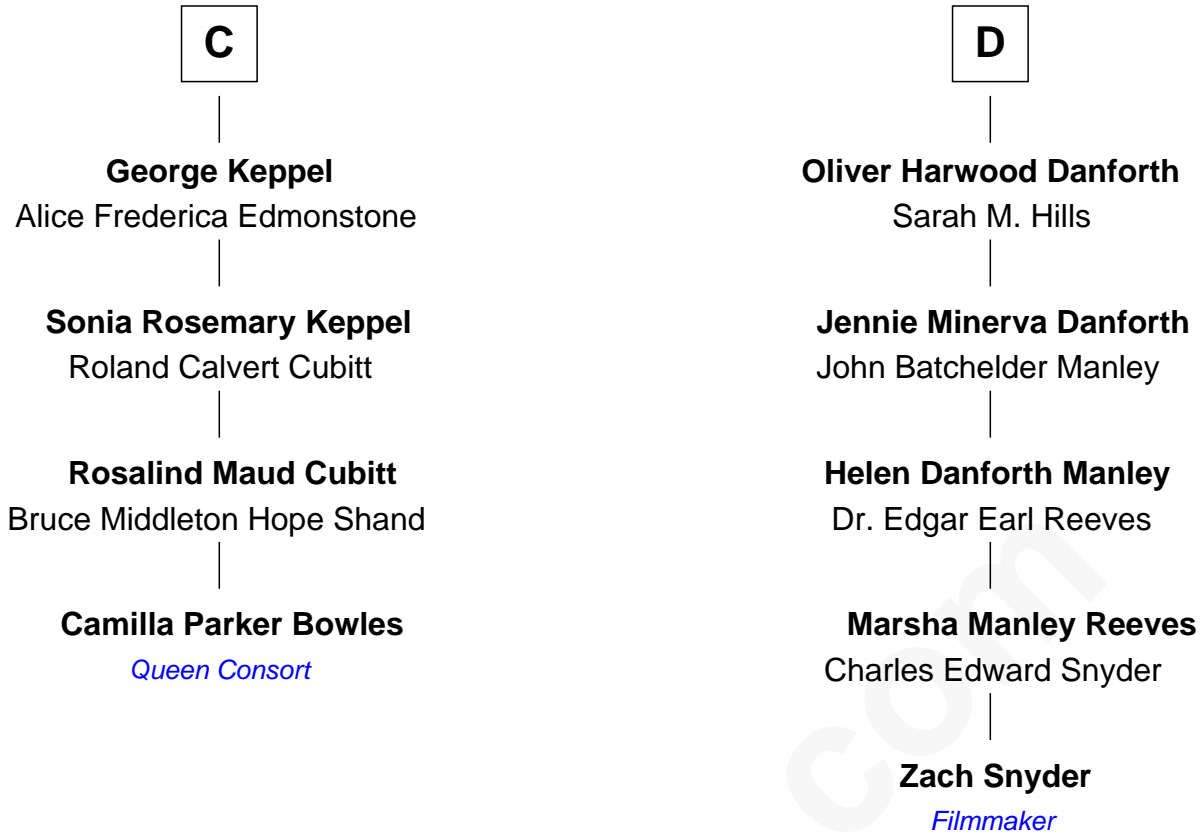 C
George Keppel
Alice Frederica Edmonstone
Sonia Rosemary Keppel
Roland Calvert Cubitt
Rosalind Maud Cubitt
Bruce Middleton Hope Shand
Camilla Parker Bowles
Queen Consort
D
Oliver Harwood Danforth
Sarah M. Hills
Jennie Minerva Danforth
John Batchelder Manley
Helen Danforth Manley
Dr. Edgar Earl Reeves
Marsha Manley Reeves
Charles Edward Snyder
Zach Snyder
Filmmaker
com